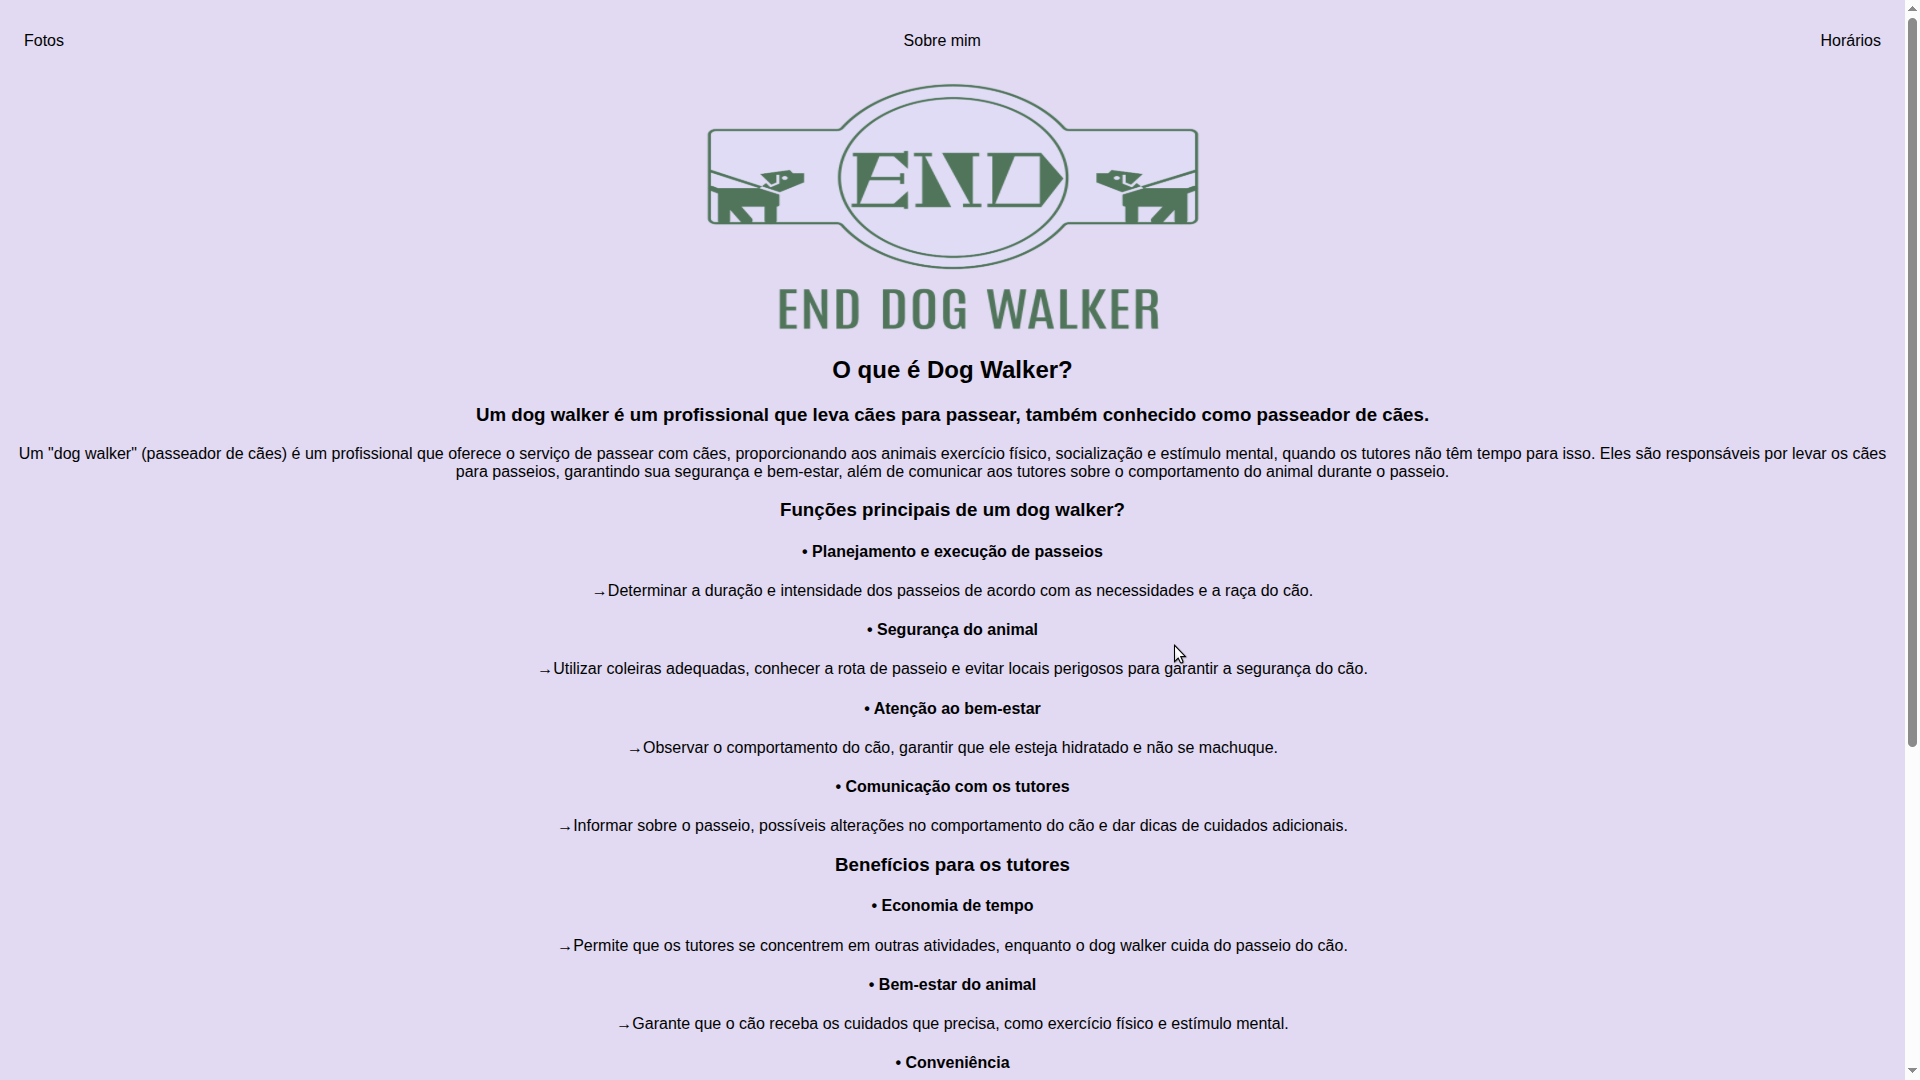 Fotos
Sobre mim
Horários
END
END DOG WALKER
O que é Dog Walker?
Um dog walker é um profissional que leva cães para passear, também conhecido como passeador de cães.
Um "dog walker" (passeador de cães) é um profissional que oferece o serviço de passear com cães, proporcionando aos animais exercício físico, socialização e estímulo mental, quando os tutores não têm tempo para isso. Eles são responsáveis por levar os cães
para passeios, garantindo sua segurança e bem-estar, além de comunicar aos tutores sobre o comportamento do animal durante o passeio.
Funções principais de um dog walker?
• Planejamento e execução de passeios
→Determinar a duração e intensidade dos passeios de acordo com as necessidades e a raça do cão.
• Segurança do animal
→Utilizar coleiras adequadas, conhecer a rota de passeio e evitar locais perigosos para garantir a segurança do cão.
• Atenção ao bem-estar
→Observar o comportamento do cão, garantir que ele esteja hidratado e não se machuque.
• Comunicação com os tutores
→Informar sobre o passeio, possíveis alterações no comportamento do cão e dar dicas de cuidados adicionais.
Benefícios para os tutores
• Economia de tempo
→Permite que os tutores se concentrem em outras atividades, enquanto o dog walker cuida do passeio do cão.
• Bem-estar do animal
→Garante que o cão receba os cuidados que precisa, como exercício físico e estímulo mental.
• Conveniência